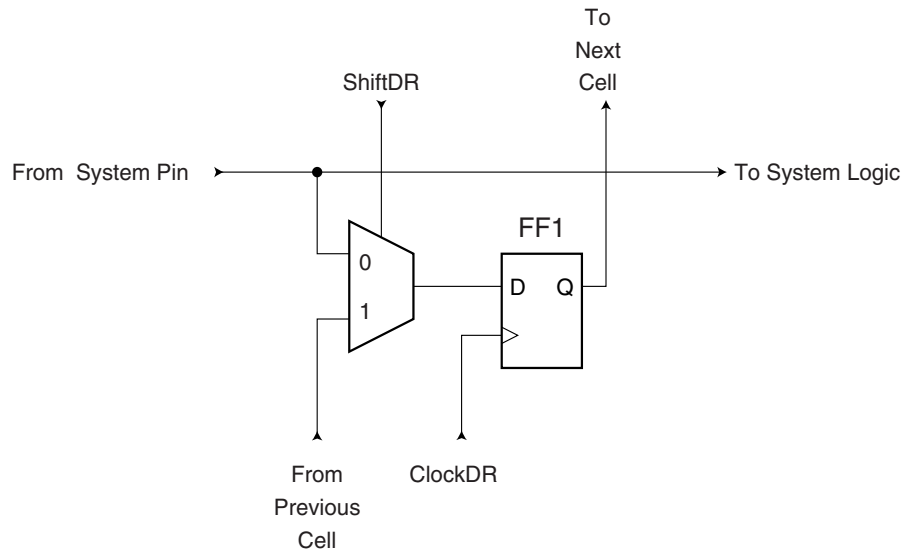 To
Next
Cell
ShiftDR
From System Pin
To System Logic
FF1
0
D Q
1
From
Previous
Cell
ClockDR